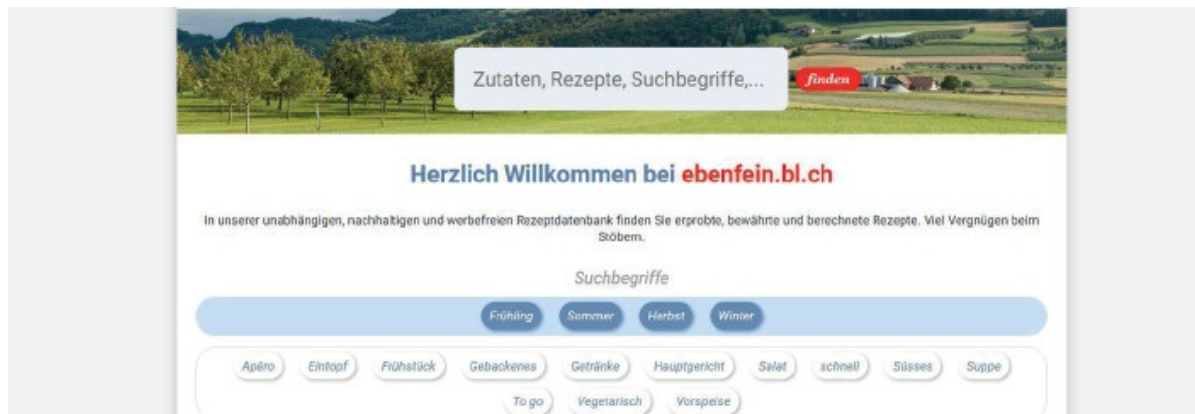 Zutaten, Rezepte, Suchbegriffe,... finden
Herzlich Willkommen bei ebenfein.bl.ch
In unserer unabhängigen, nachhaltigen und werbefreien Rezeptdatenbank finden Sie erprobte, bewährte und berechnete Rezepte. Viel Vergnügen beim
Stöbern.
Suchbegriffe
Frühling Sommer Herbst Winter
Apéro Eintopf Frühstück Gebackenes Getränke Hauptgericht Salat schnell Süsses Suppe
To go Vegetarisch Vorspeise